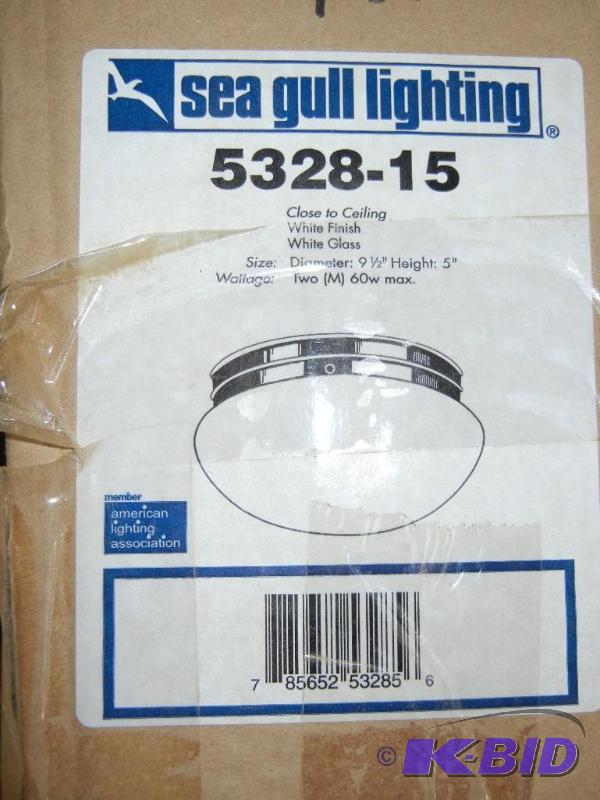 sea gull lighting ®
5328-15
Close to Ceiling
White Finish
White Glass
Size: Diameter: 9 ½" Height: 5"
Wattage: Two (M) 60w max.
member
american
lighting
association
7 85652 53285 6
© K-BID